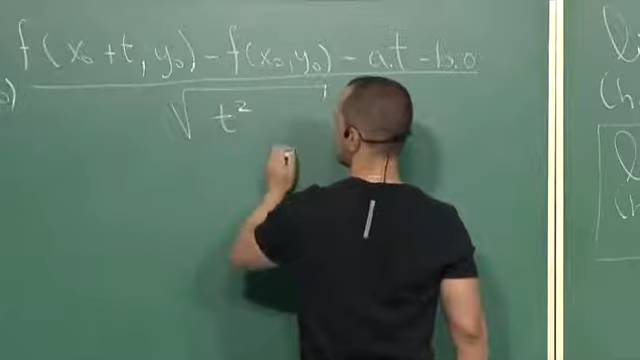 f(x₀+t, y₀) - f(x₀, y₀) - a.t - b.0
√t²